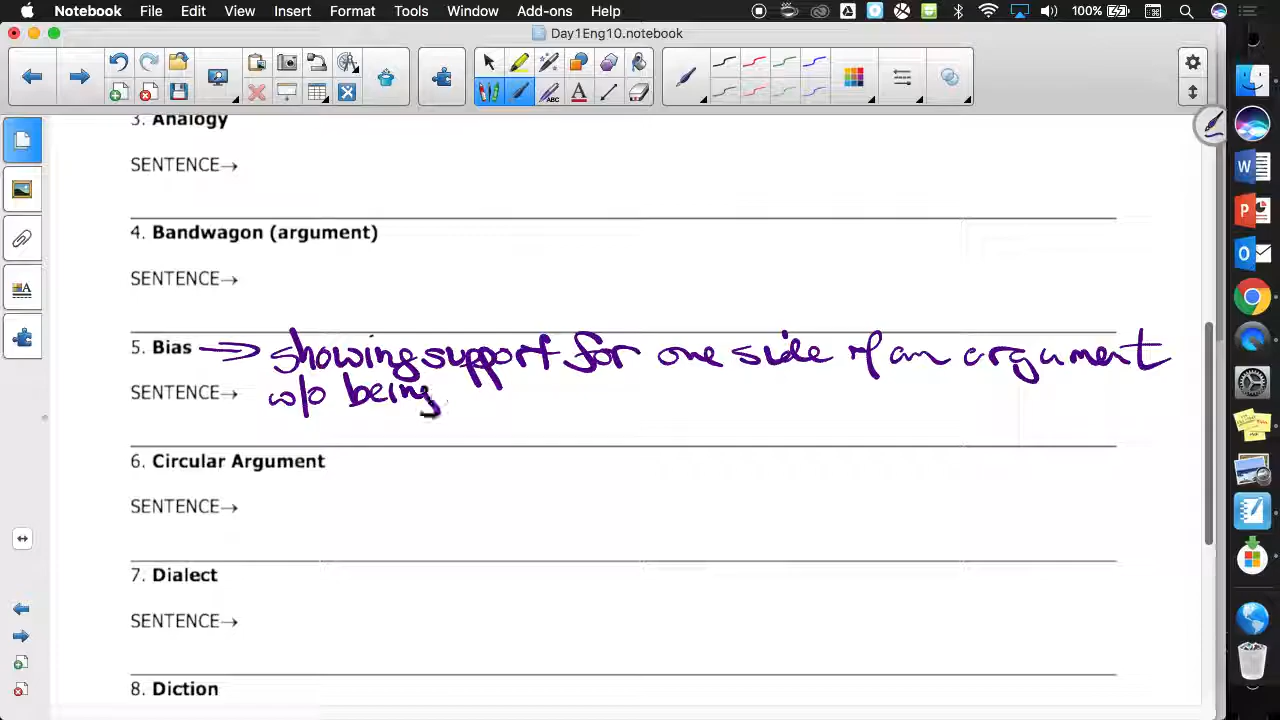 Notebook File Edit View Insert Format Tools Window Add-ons Help 100%
Day1Eng10.notebook
3. Analogy
SENTENCE→
4. Bandwagon (argument)
SENTENCE→
5. Bias → showing support for one side of an argument
SENTENCE→ w/o being
6. Circular Argument
SENTENCE→
7. Dialect
SENTENCE→
8. Diction